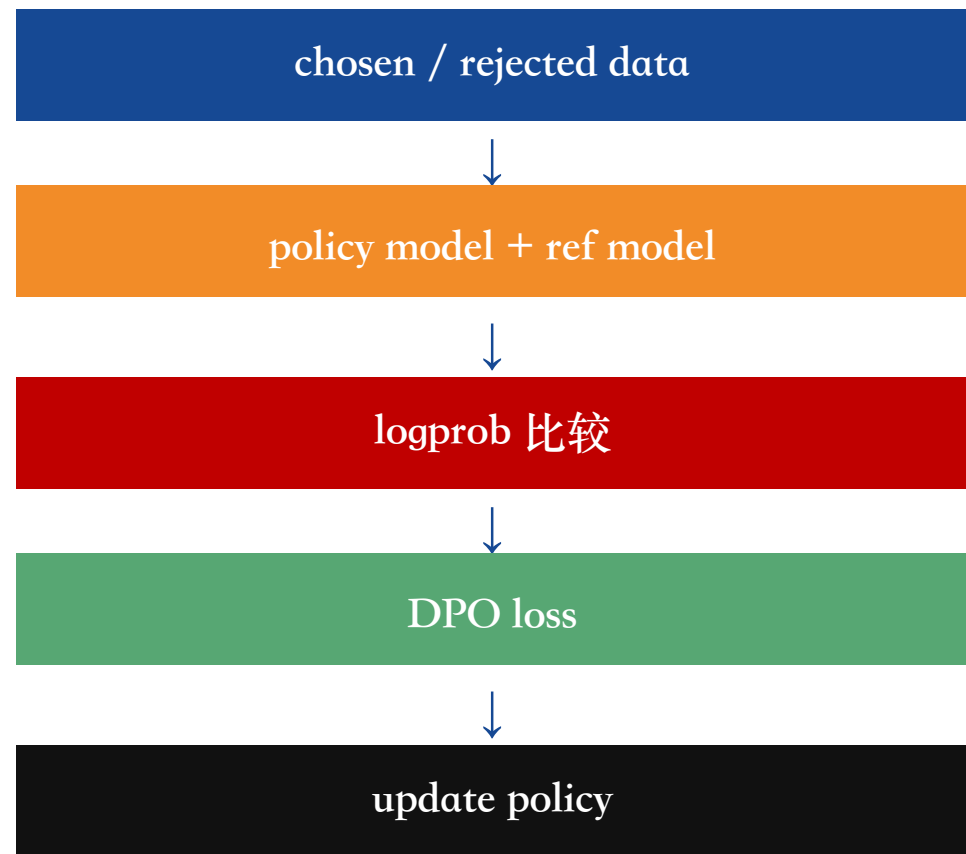 chosen / rejected data
↓
policy model + ref model
↓
logprob 比较
↓
DPO loss
↓
update policy